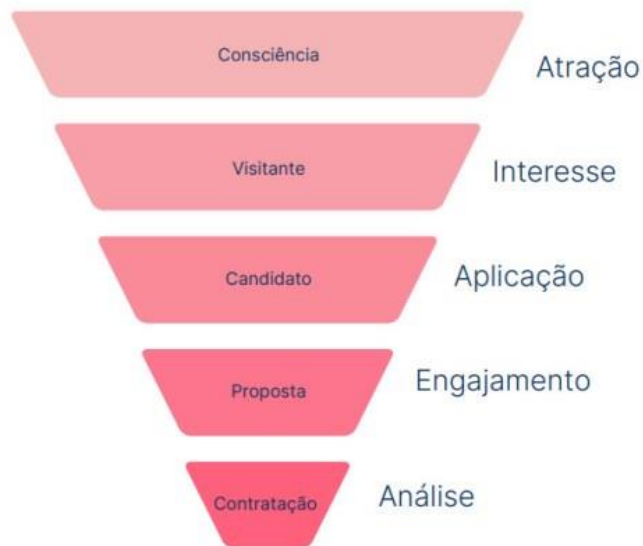 Consciência
Atração
Visitante
Interesse
Candidato
Aplicação
Proposta
Engajamento
Contratação
Análise